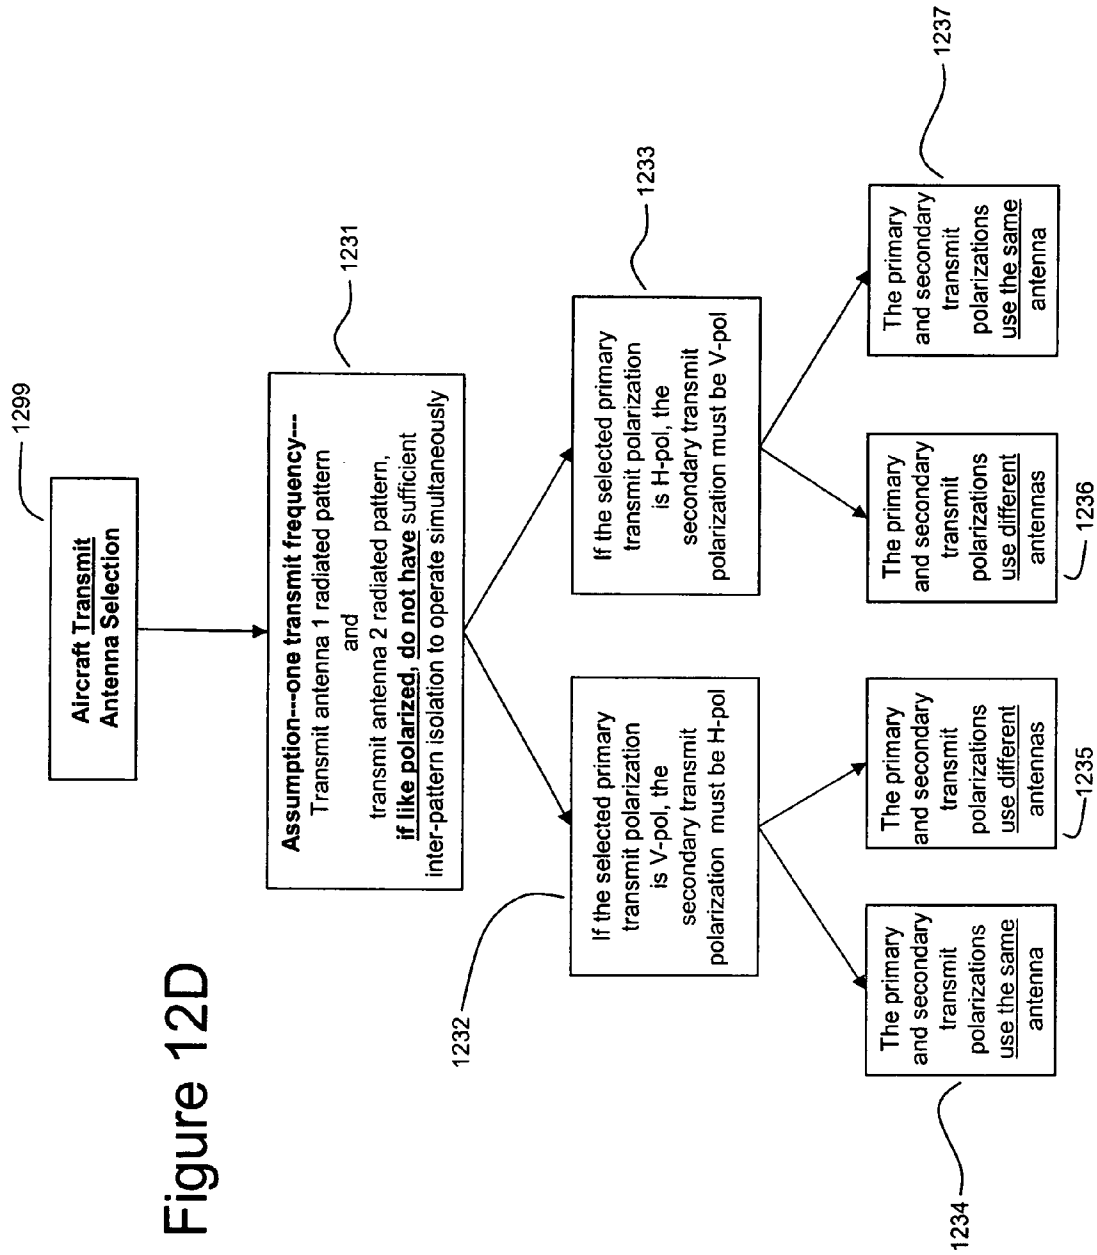 Figure 12D
1299
Aircraft Transmit
Antenna Selection
1231
Assumption---one transmit frequency---
Transmit antenna 1 radiated pattern
and
transmit antenna 2 radiated pattern,
if like polarized, do not have sufficient
inter-pattern isolation to operate simultaneously
1232
If the selected primary
transmit polarization
is V-pol, the
secondary transmit
polarization must be H-pol
1233
If the selected primary
transmit polarization
is H-pol, the
secondary transmit
polarization must be V-pol
1234
The primary
and secondary
transmit
polarizations
use the same
antenna
The primary
and secondary
transmit
polarizations
use different
antennas
1235
The primary
and secondary
transmit
polarizations
use different
antennas
1236
1237
The primary
and secondary
transmit
polarizations
use the same
antenna